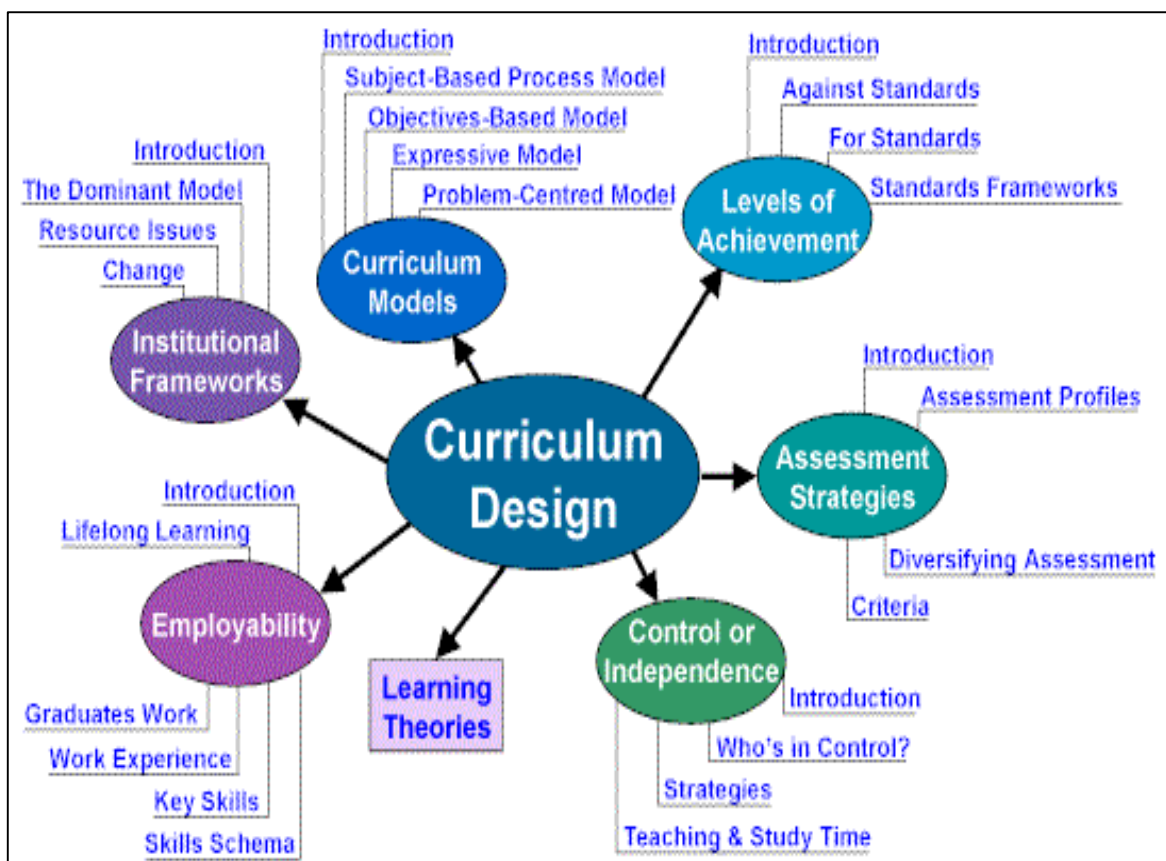 Introduction
Subject-Based Process Model
Objectives-Based Model
Expressive Model
Problem-Centred Model
Curriculum
Models
Introduction
Against Standards
For Standards
Standards Frameworks
Levels of
Achievement
Introduction
The Dominant Model
Resource Issues
Change
Institutional
Frameworks
Curriculum
Design
Introduction
Assessment Profiles
Assessment
Strategies
Diversifying Assessment
Criteria
Introduction
Lifelong Learning
Employability
Graduates Work
Work Experience
Key Skills
Skills Schema
Learning
Theories
Control or
Independence
Introduction
Who's in Control?
Strategies
Teaching & Study Time